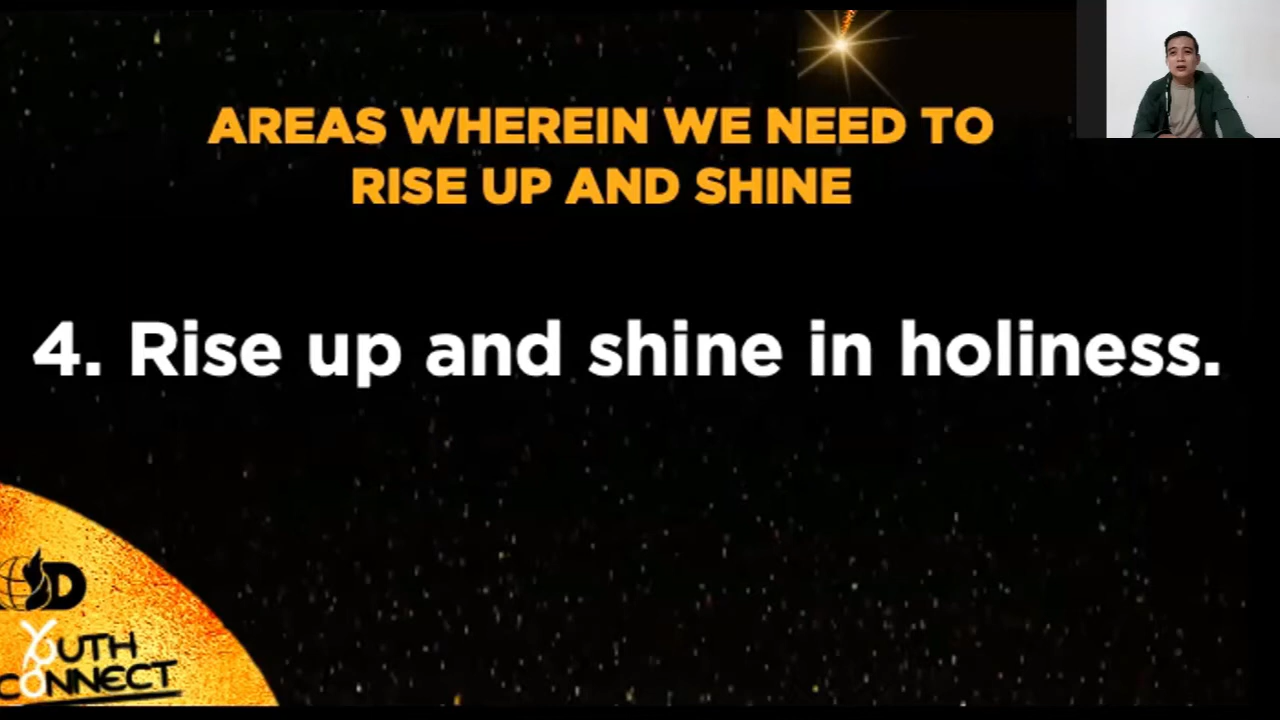 AREAS WHEREIN WE NEED TO
RISE UP AND SHINE
4. Rise up and shine in holiness.
D
YOUTH
CONNECT